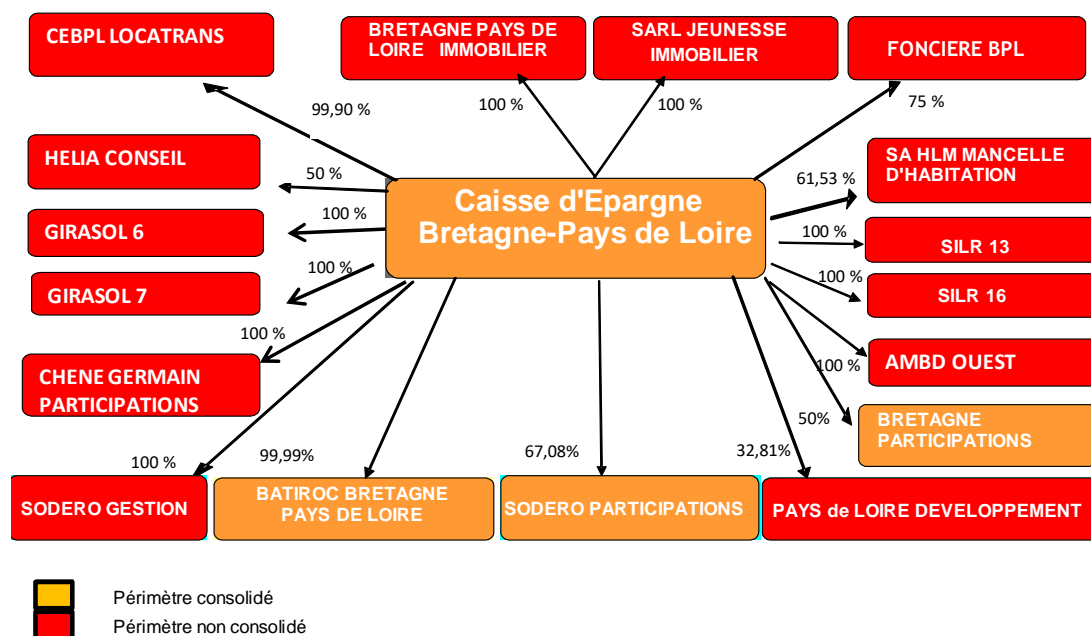 CEBPL LOCATRANS
BRETAGNE PAYS DE
LOIRE IMMOBILIER
SARL JEUNESSE
IMMOBILIER
FONCIERE BPL
99,90 %
100 %
100 %
75 %
HELIA CONSEIL
50 %
Caisse d'Epargne
Bretagne-Pays de Loire
61,53 %
SA HLM MANCELLE
D'HABITATION
GIRASOL 6
100 %
100 %
SILR 13
GIRASOL 7
100 %
100 %
SILR 16
100 %
CHENE GERMAIN
PARTICIPATIONS
100 %
AMBD OUEST
50%
BRETAGNE
PARTICIPATIONS
100 %
99,99%
67,08%
32,81%
SODERO GESTION
BATIROC BRETAGNE
PAYS DE LOIRE
SODERO PARTICIPATIONS
PAYS de LOIRE DEVELOPPEMENT
Périmètre consolidé
Périmètre non consolidé